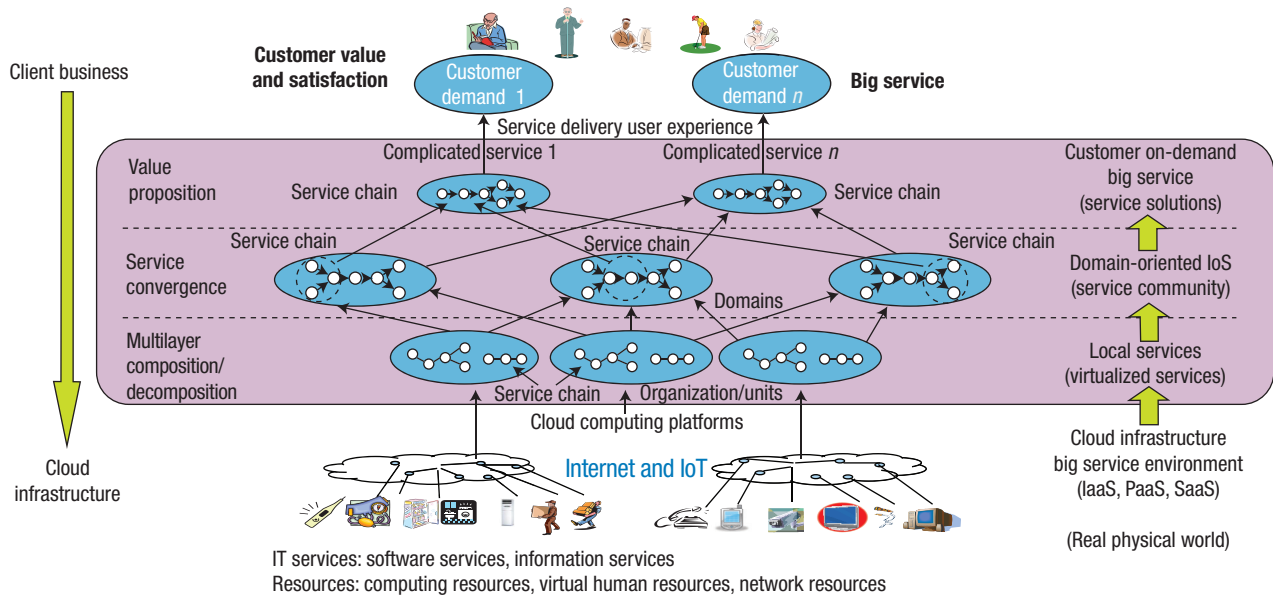 Client business
Customer value
and satisfaction
Customer
demand 1
Customer
demand n
Big service
Service delivery user experience
Complicated service 1
Complicated service n
Value
proposition
Service chain
Service chain
Customer on-demand
big service
(service solutions)
Service chain
Service chain
Service chain
Service
convergence
Domains
Domain-oriented IoS
(service community)
Multilayer
composition/
decomposition
Service chain
Organization/units
Local services
(virtualized services)
Cloud computing platforms
Cloud
infrastructure
Internet and IoT
Cloud infrastructure
big service environment
(IaaS, PaaS, SaaS)
(Real physical world)
IT services: software services, information services
Resources: computing resources, virtual human resources, network resources